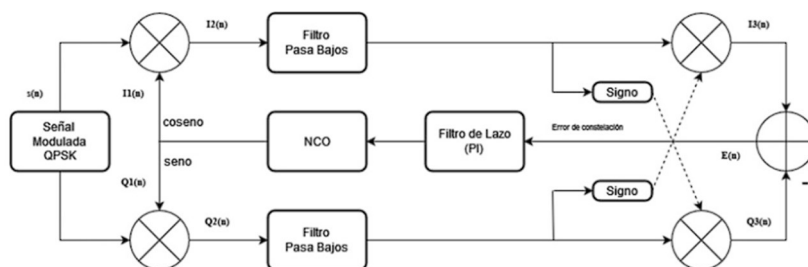 I2(n)
Filtro
Pasa Bajos
I3(n)
s(n)
I1(n)
Signo
coseno
Señal
Modulada
QPSK
NCO
Filtro de Lazo
(PI)
Error de constelación
seno
E(n)
Q1(n)
Signo
-
Q2(n)
Filtro
Pasa Bajos
Q3(n)